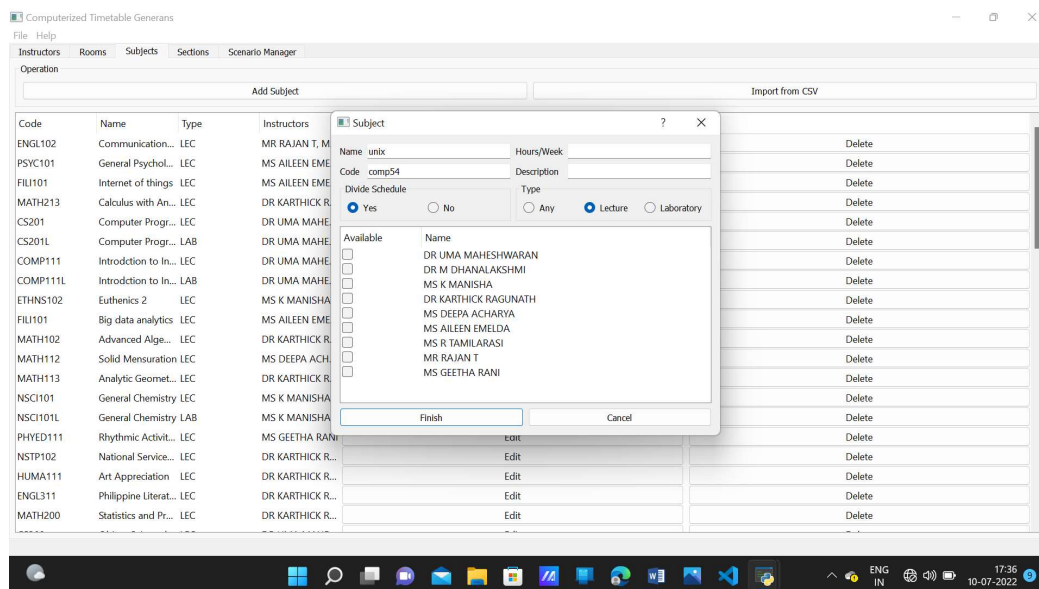 Computerized Timetable Generans
File Help
Instructors Rooms Subjects Sections Scenario Manager
Operation
Add Subject Import from CSV
Code Name Type Instructors
ENGL102 Communication... LEC MR RAJAN T, M Delete
PSYC101 General Psychol... LEC MS AILEEN EME Delete
FILI101 Internet of things LEC MS AILEEN EME Delete
MATH213 Calculus with An... LEC DR KARTHICK R. Delete
CS201 Computer Progr... LEC DR UMA MAHE. Delete
CS201L Computer Progr... LAB DR UMA MAHE. Delete
COMP111 Introdction to In... LEC DR UMA MAHE. Delete
COMP111L Introdction to In... LAB DR UMA MAHE. Delete
ETHNS102 Euthenics 2 LEC MS K MANISHA Delete
FILI101 Big data analytics LEC MS AILEEN EME Delete
MATH102 Advanced Alge... LEC DR KARTHICK R. Delete
MATH112 Solid Mensuration LEC MS DEEPA ACH. Delete
MATH113 Analytic Geomet... LEC DR KARTHICK R. Delete
NSCI101 General Chemistry LEC MS K MANISHA Delete
NSCI101L General Chemistry LAB MS K MANISHA Delete
PHYED111 Rhythmic Activit... LEC MS GEETHA RANI Edit Delete
NSTP102 National Service... LEC DR KARTHICK R... Edit Delete
HUMA111 Art Appreciation LEC DR KARTHICK R... Edit Delete
ENGL311 Philippine Literat... LEC DR KARTHICK R... Edit Delete
MATH200 Statistics and Pr... LEC DR KARTHICK R... Edit Delete
Subject ?
Name unix Hours/Week
Code comp54 Description
Divide Schedule Type
Yes No Any Lecture Laboratory
Available Name
DR UMA MAHESHWARAN
DR M DHANALAKSHMI
MS K MANISHA
DR KARTHICK RAGUNATH
MS DEEPA ACHARYA
MS AILEEN EMELDA
MS R TAMILARASI
MR RAJAN T
MS GEETHA RANI
Finish Cancel
ENG 17:36
IN 10-07-2022 9